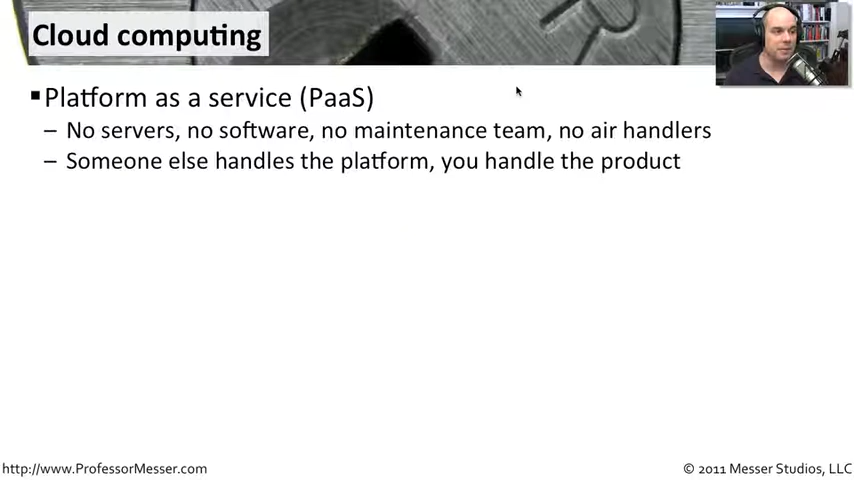 Cloud computing
▪Platform as a service (PaaS)
– No servers, no software, no maintenance team, no air handlers
– Someone else handles the platform, you handle the product
http://www.ProfessorMesser.com
© 2011 Messer Studios, LLC